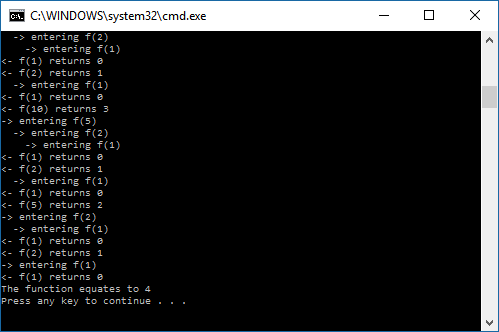 C:\WINDOWS\system32\cmd.exe
-> entering f(2)
-> entering f(1)
<- f(1) returns 0
<- f(2) returns 1
-> entering f(1)
<- f(1) returns 0
<- f(10) returns 3
-> entering f(5)
-> entering f(2)
-> entering f(1)
<- f(1) returns 0
<- f(2) returns 1
-> entering f(1)
<- f(1) returns 0
<- f(5) returns 2
-> entering f(2)
-> entering f(1)
<- f(1) returns 0
<- f(2) returns 1
-> entering f(1)
<- f(1) returns 0
The function equates to 4
Press any key to continue . . .